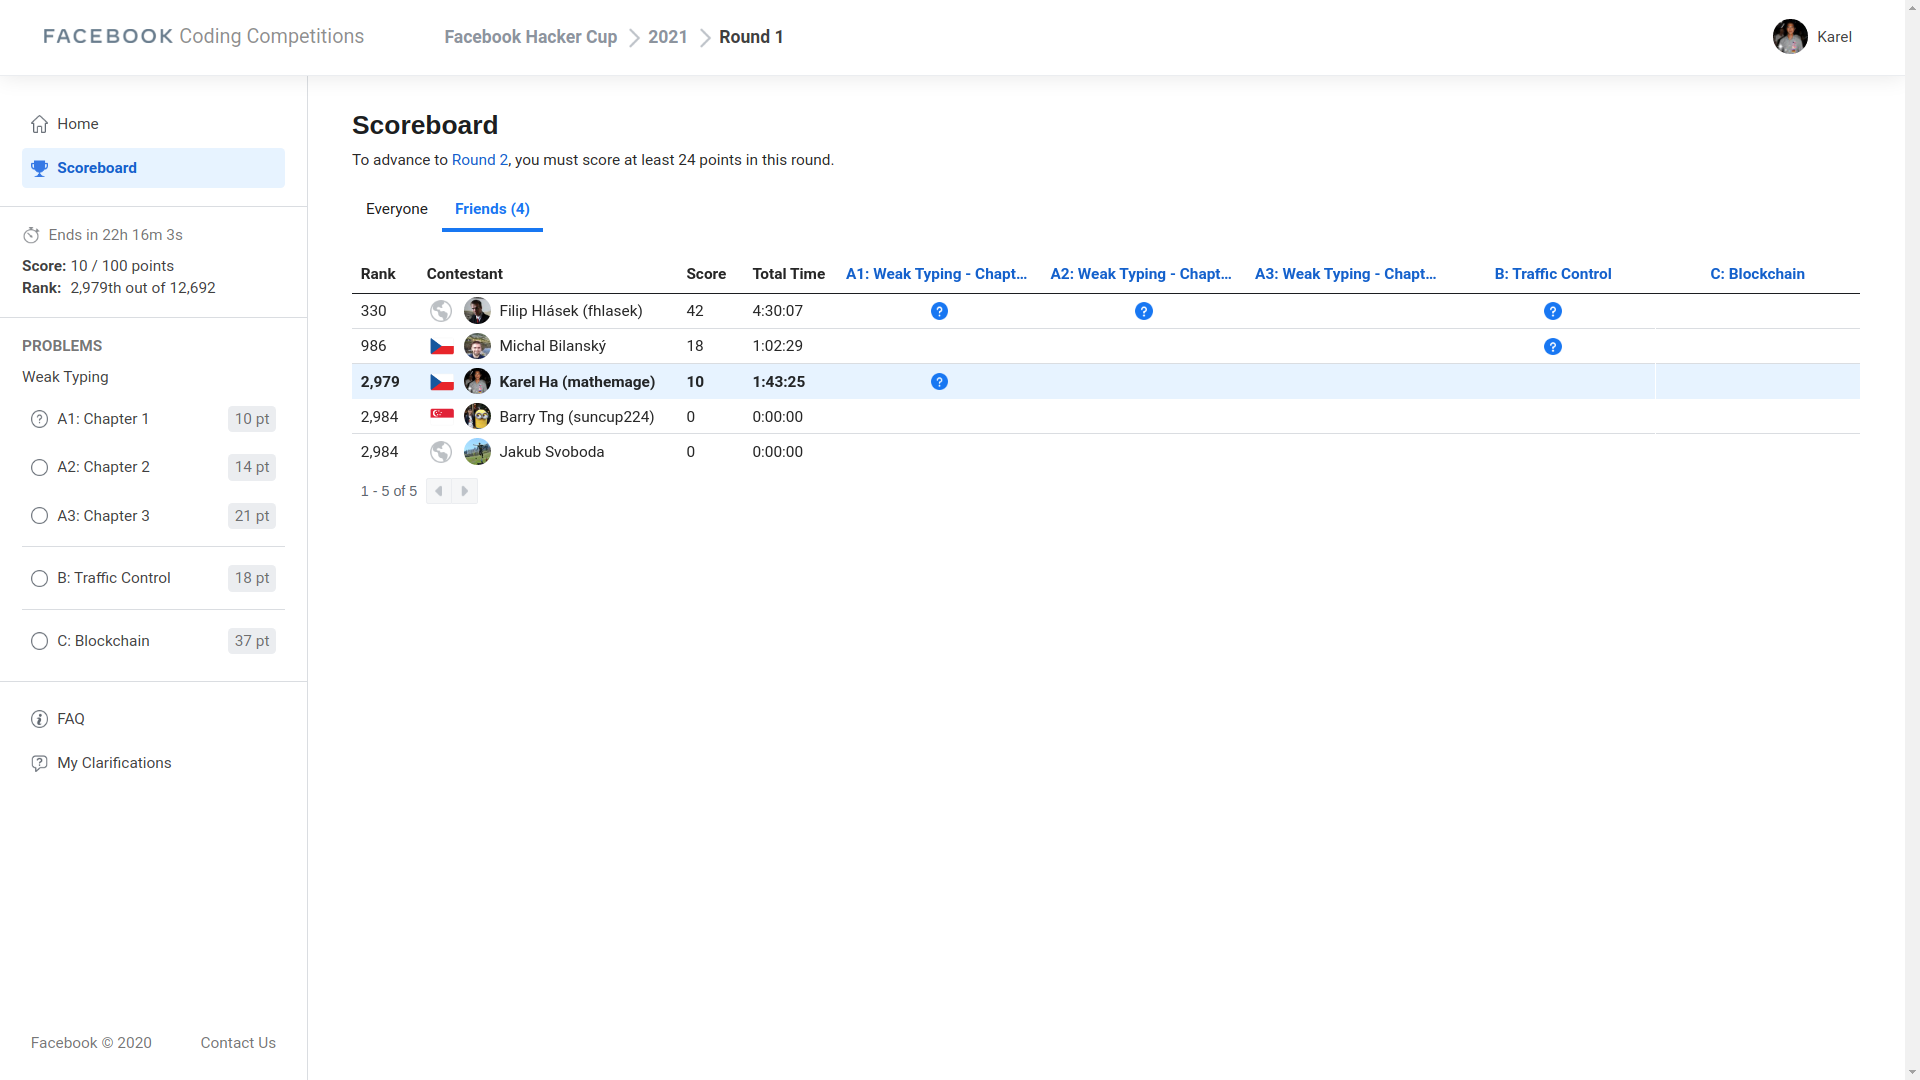 FACEBOOK Coding Competitions
Facebook Hacker Cup 2021 Round 1
Karel
Home
Scoreboard
Ends in 22h 16m 3s
Score: 10 / 100 points
Rank: 2,979th out of 12,692
PROBLEMS
Weak Typing
A1: Chapter 1 10 pt
A2: Chapter 2 14 pt
A3: Chapter 3 21 pt
B: Traffic Control 18 pt
C: Blockchain 37 pt
FAQ
My Clarifications
Facebook © 2020 Contact Us
Scoreboard
To advance to Round 2, you must score at least 24 points in this round.
Everyone Friends (4)
Rank Contestant Score Total Time A1: Weak Typing - Chapt... A2: Weak Typing - Chapt... A3: Weak Typing - Chapt... B: Traffic Control C: Blockchain
330 Filip Hlásek (fhlasek) 42 4:30:07 ? ? ?
986 Michal Bilanský 18 1:02:29 ?
2,979 Karel Ha (mathemage) 10 1:43:25 ?
2,984 Barry Tng (suncup224) 0 0:00:00
2,984 Jakub Svoboda 0 0:00:00
1 - 5 of 5